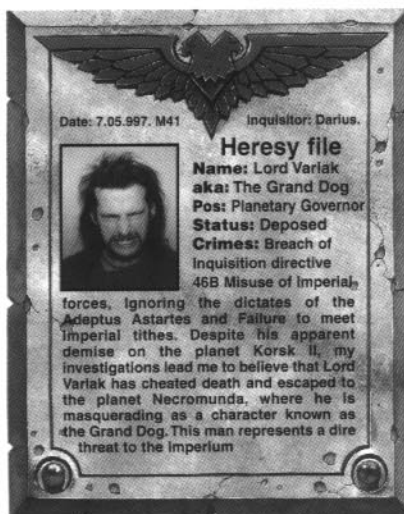 Date: 7.05.997. M41 Inquisitor: Darius.
Heresy file
Name: Lord Varlak
aka: The Grand Dog
Pos: Planetary Governor
Status: Deposed
Crimes: Breach of
Inquisition directive
46B Misuse of Imperial
forces, Ignoring the dictates of the
Adeptus Astartes and Failure to meet
Imperial tithes. Despite his apparent
demise on the planet Korsk II, my
investigations lead me to believe that Lord
Varlak has cheated death and escaped to
the planet Necromunda, where he is
masquerading as a character known as
the Grand Dog. This man represents a dire
threat to the Imperium